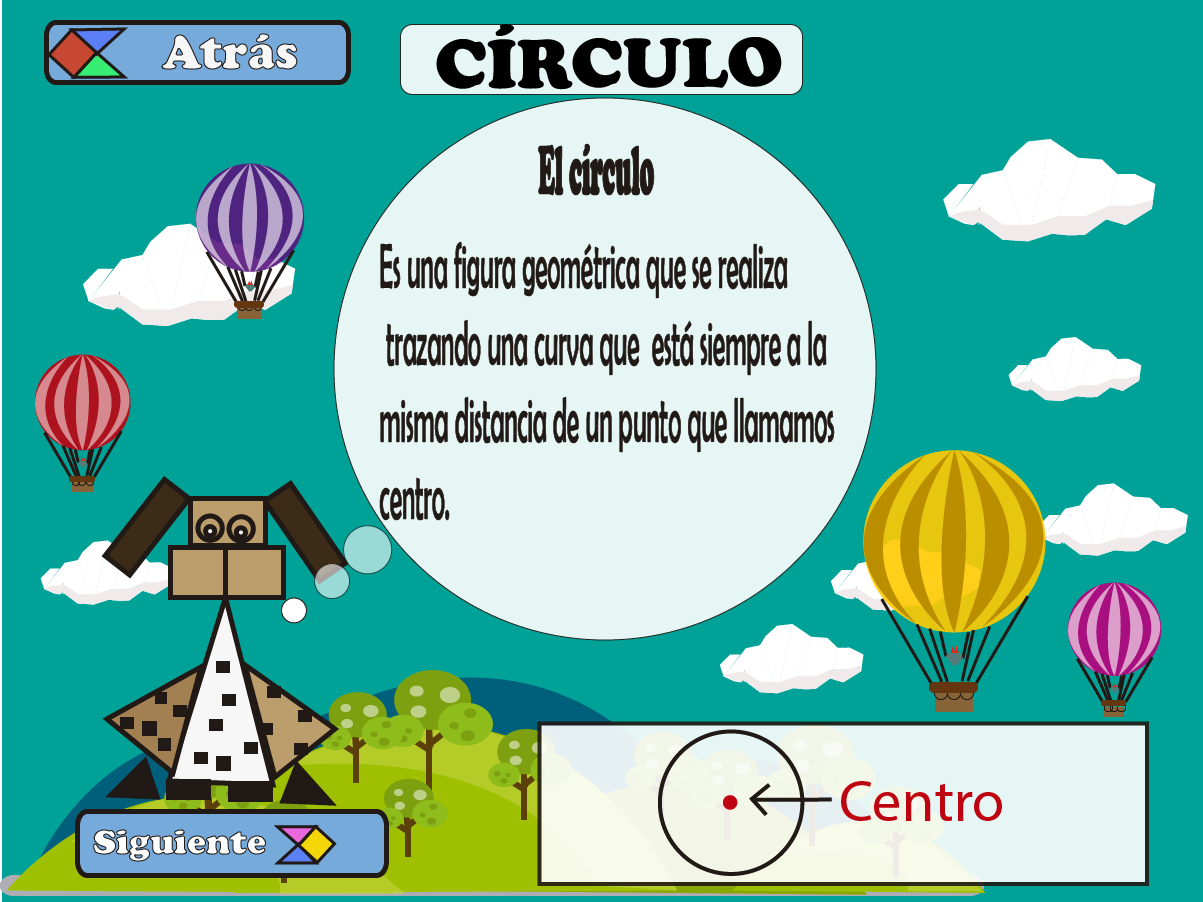 Atrás
CÍRCULO
El círculo
Es una figura geométrica que se realiza
trazando una curva que está siempre a la
misma distancia de un punto que llamamos
centro.
Centro
Siguiente